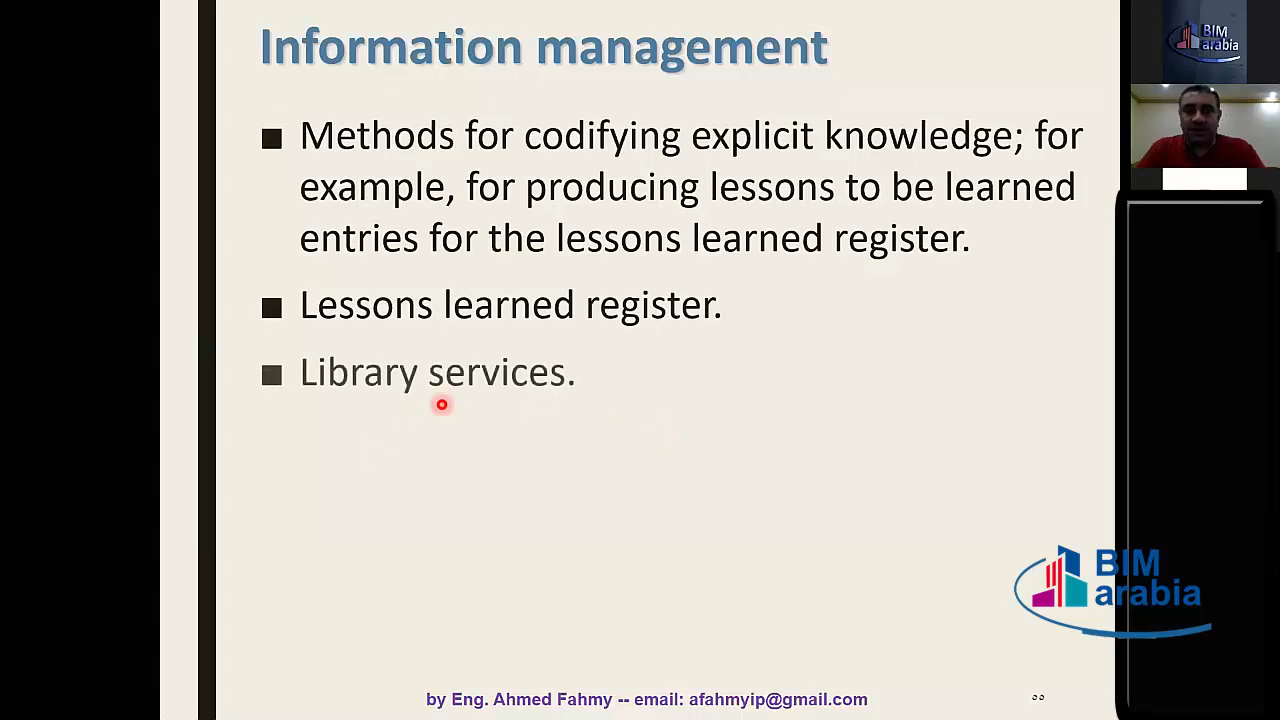 Information management
■ Methods for codifying explicit knowledge; for
example, for producing lessons to be learned
entries for the lessons learned register.
■ Lessons learned register.
■ Library services.
by Eng. Ahmed Fahmy -- email: afahmyip@gmail.com
BIM
arabia
BIM
arabia